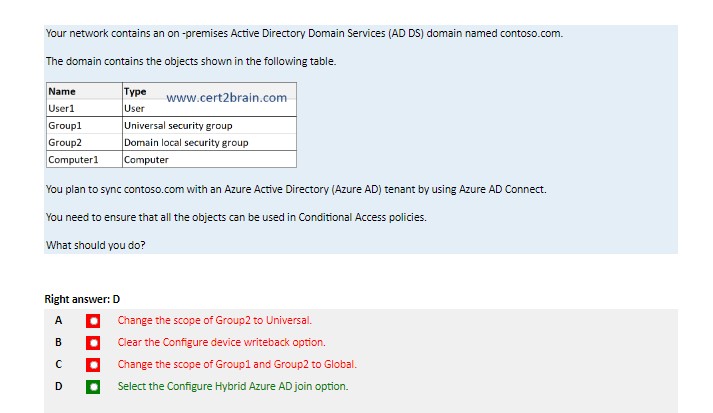 Your network contains an on -premises Active Directory Domain Services (AD DS) domain named contoso.com.
The domain contains the objects shown in the following table.
Name Type
www.cert2brain.com
User1 User
Group1 Universal security group
Group2 Domain local security group
Computer1 Computer
You plan to sync contoso.com with an Azure Active Directory (Azure AD) tenant by using Azure AD Connect.
You need to ensure that all the objects can be used in Conditional Access policies.
What should you do?
Right answer: D
A Change the scope of Group2 to Universal.
B Clear the Configure device writeback option.
C Change the scope of Group1 and Group2 to Global.
D Select the Configure Hybrid Azure AD join option.